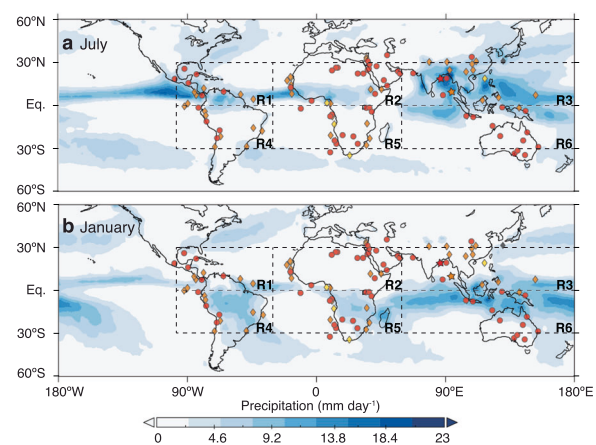 60°N
a July
30°N
Eq.
R1
R2
R3
30°S
R4
R5
R6
60°S
60°N
b January
30°N
Eq.
R1
R2
R3
30°S
R4
R5
R6
60°S
180°W
90°W
0
90°E
180°E
Precipitation (mm day-1)
0
4.6
9.2
13.8
18.4
23